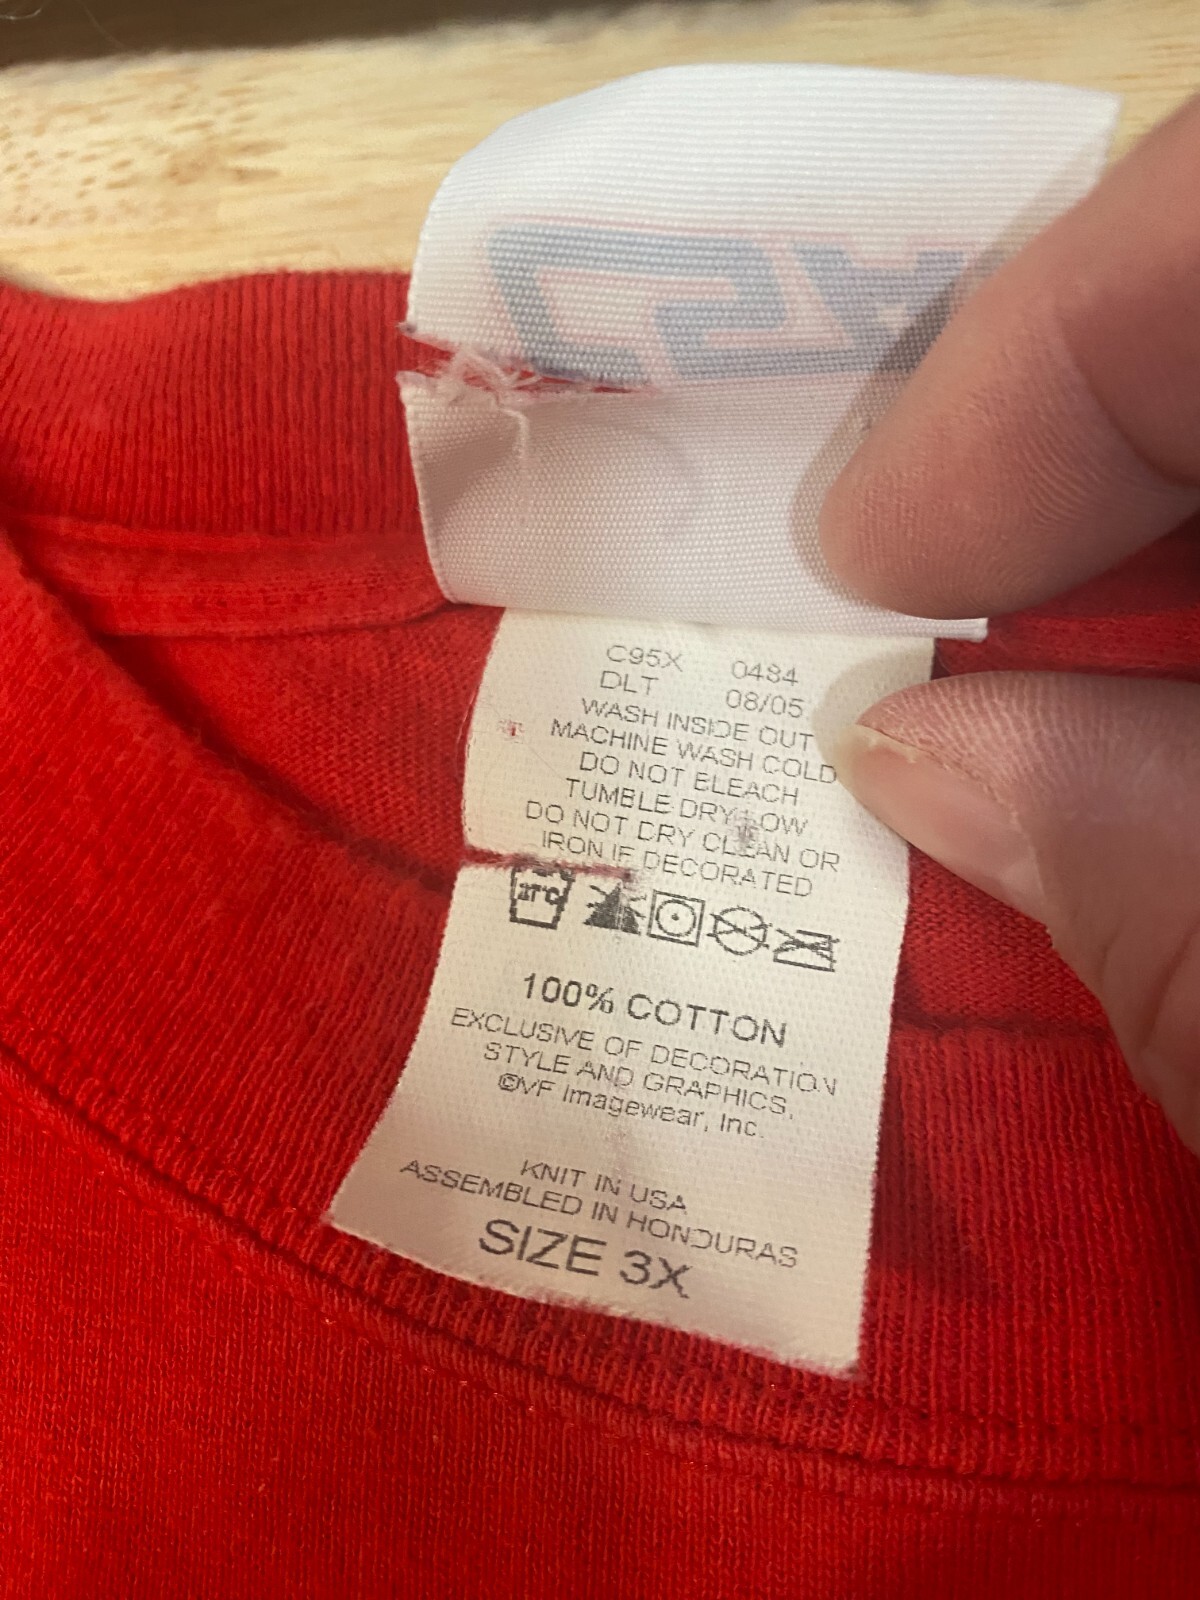 C95X 0484
DLT 08/05
WASH INSIDE OUT
MACHINE WASH COLD
DO NOT BLEACH
TUMBLE DRY LOW
DO NOT DRY CLEAN OR
IRON IF DECORATED
100% COTTON
EXCLUSIVE OF DECORATION
STYLE AND GRAPHICS.
©VF Imagewear, Inc.
KNIT IN USA
ASSEMBLED IN HONDURAS
SIZE 3X